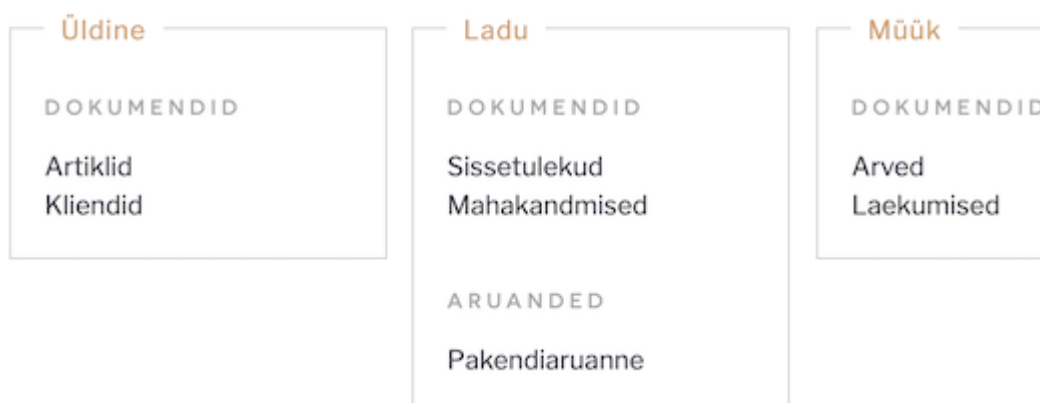 Üldine
DOKUMENDID
Artiklid
Kliendid
Ladu
DOKUMENDID
Sissetulekud
Mahakandmised
ARUANDED
Pakendiaruanne
Müük
DOKUMENDID
Arved
Laekumised